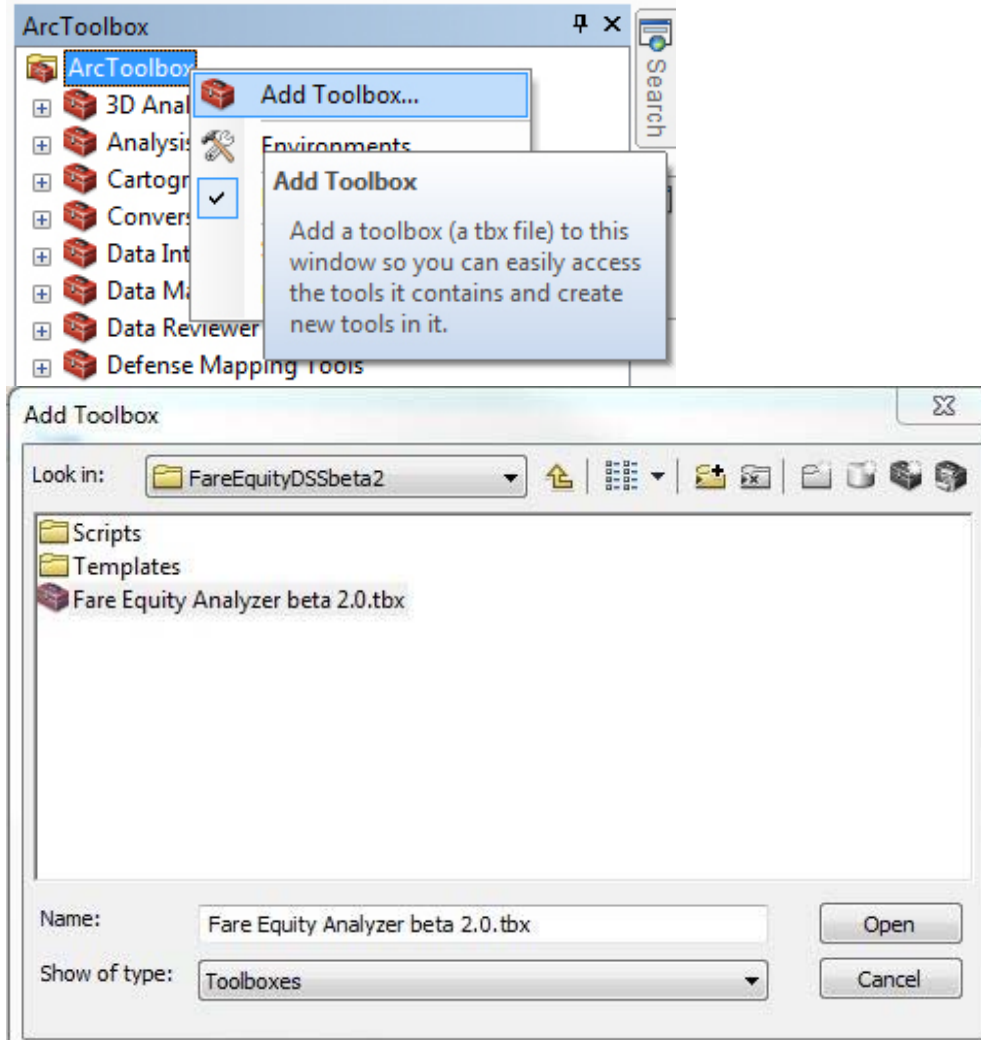 ArcToolbox
ArcToolbox
Add Toolbox...
3D Anal
Analysis
Environments
Cartogr
Convers
Data Int
Data Ma
Data Reviewer
Defense Mapping Tools
Add Toolbox
Add a toolbox (a tbx file) to this
window so you can easily access
the tools it contains and create
new tools in it.
Search
Add Toolbox
Look in: FareEquityDSSbeta2
Scripts
Templates
Fare Equity Analyzer beta 2.0.tbx
Name: Fare Equity Analyzer beta 2.0.tbx Open
Show of type: Toolboxes Cancel